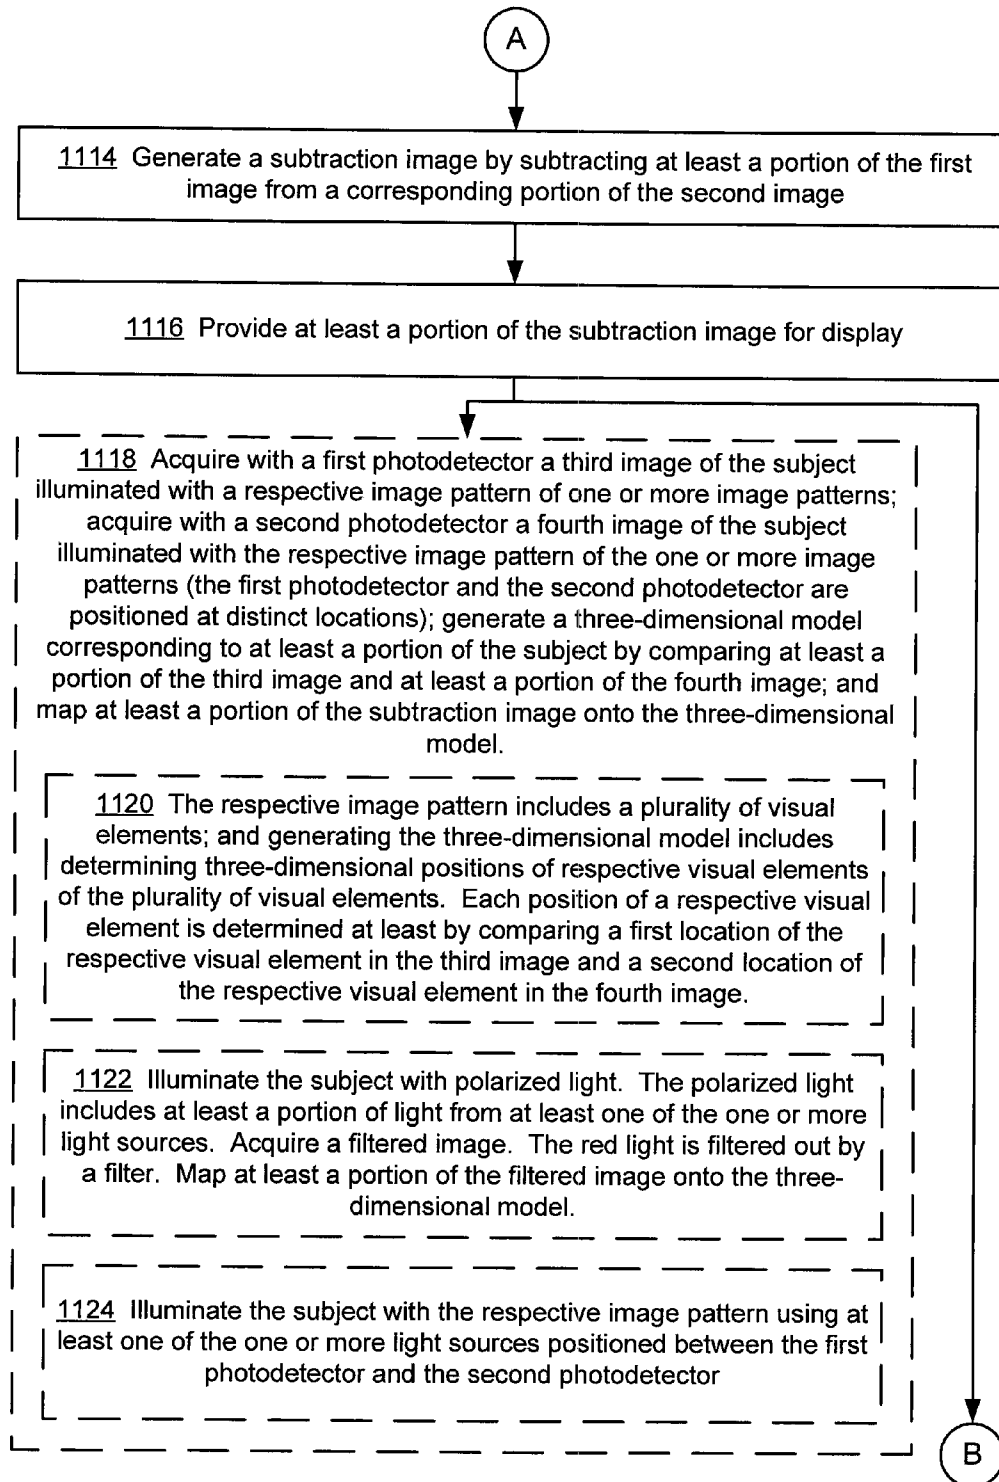 A
1114 Generate a subtraction image by subtracting at least a portion of the first
image from a corresponding portion of the second image
1116 Provide at least a portion of the subtraction image for display
1118 Acquire with a first photodetector a third image of the subject
illuminated with a respective image pattern of one or more image patterns;
acquire with a second photodetector a fourth image of the subject
illuminated with the respective image pattern of the one or more image
patterns (the first photodetector and the second photodetector are
positioned at distinct locations); generate a three-dimensional model
corresponding to at least a portion of the subject by comparing at least a
portion of the third image and at least a portion of the fourth image; and
map at least a portion of the subtraction image onto the three-dimensional
model.
1120 The respective image pattern includes a plurality of visual
elements; and generating the three-dimensional model includes
determining three-dimensional positions of respective visual elements
of the plurality of visual elements. Each position of a respective visual
element is determined at least by comparing a first location of the
respective visual element in the third image and a second location of
the respective visual element in the fourth image.
1122 Illuminate the subject with polarized light. The polarized light
includes at least a portion of light from at least one of the one or more
light sources. Acquire a filtered image. The red light is filtered out by
a filter. Map at least a portion of the filtered image onto the three-
dimensional model.
1124 Illuminate the subject with the respective image pattern using at
least one of the one or more light sources positioned between the first
photodetector and the second photodetector
B